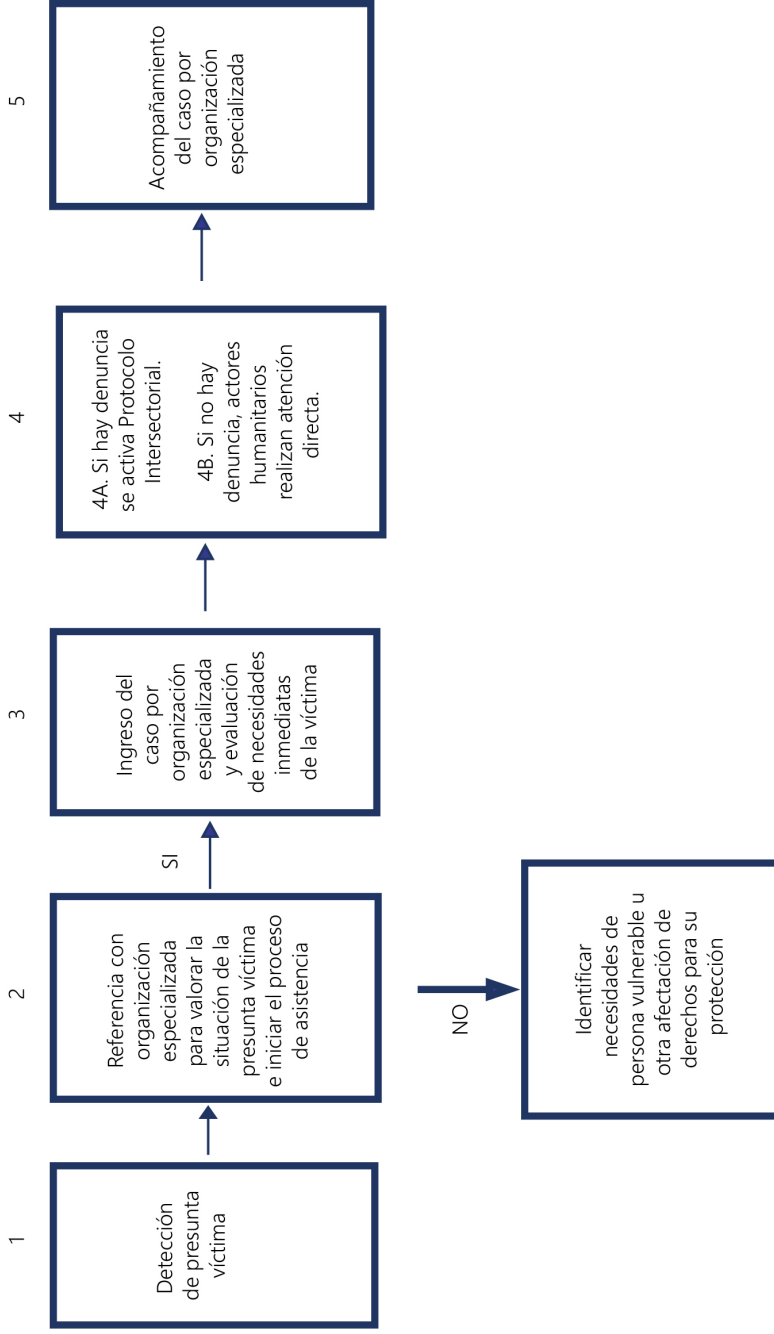 1
Detección
de presunta
víctima
2
Referencia con
organización
especializada
para valorar la
situación de la
presunta víctima
e iniciar el proceso
de asistencia
SI
NO
Identificar
necesidades de
persona vulnerable u
otra afectación de
derechos para su
protección
3
Ingreso del
caso por
organización
especializada
y evaluación
de necesidades
inmediatas
de la víctima
4
4A. Si hay denuncia
se activa Protocolo
Intersectorial.
4B. Si no hay
denuncia, actores
humanitarios
realizan atención
directa.
5
Acompañamiento
del caso por
organización
especializada